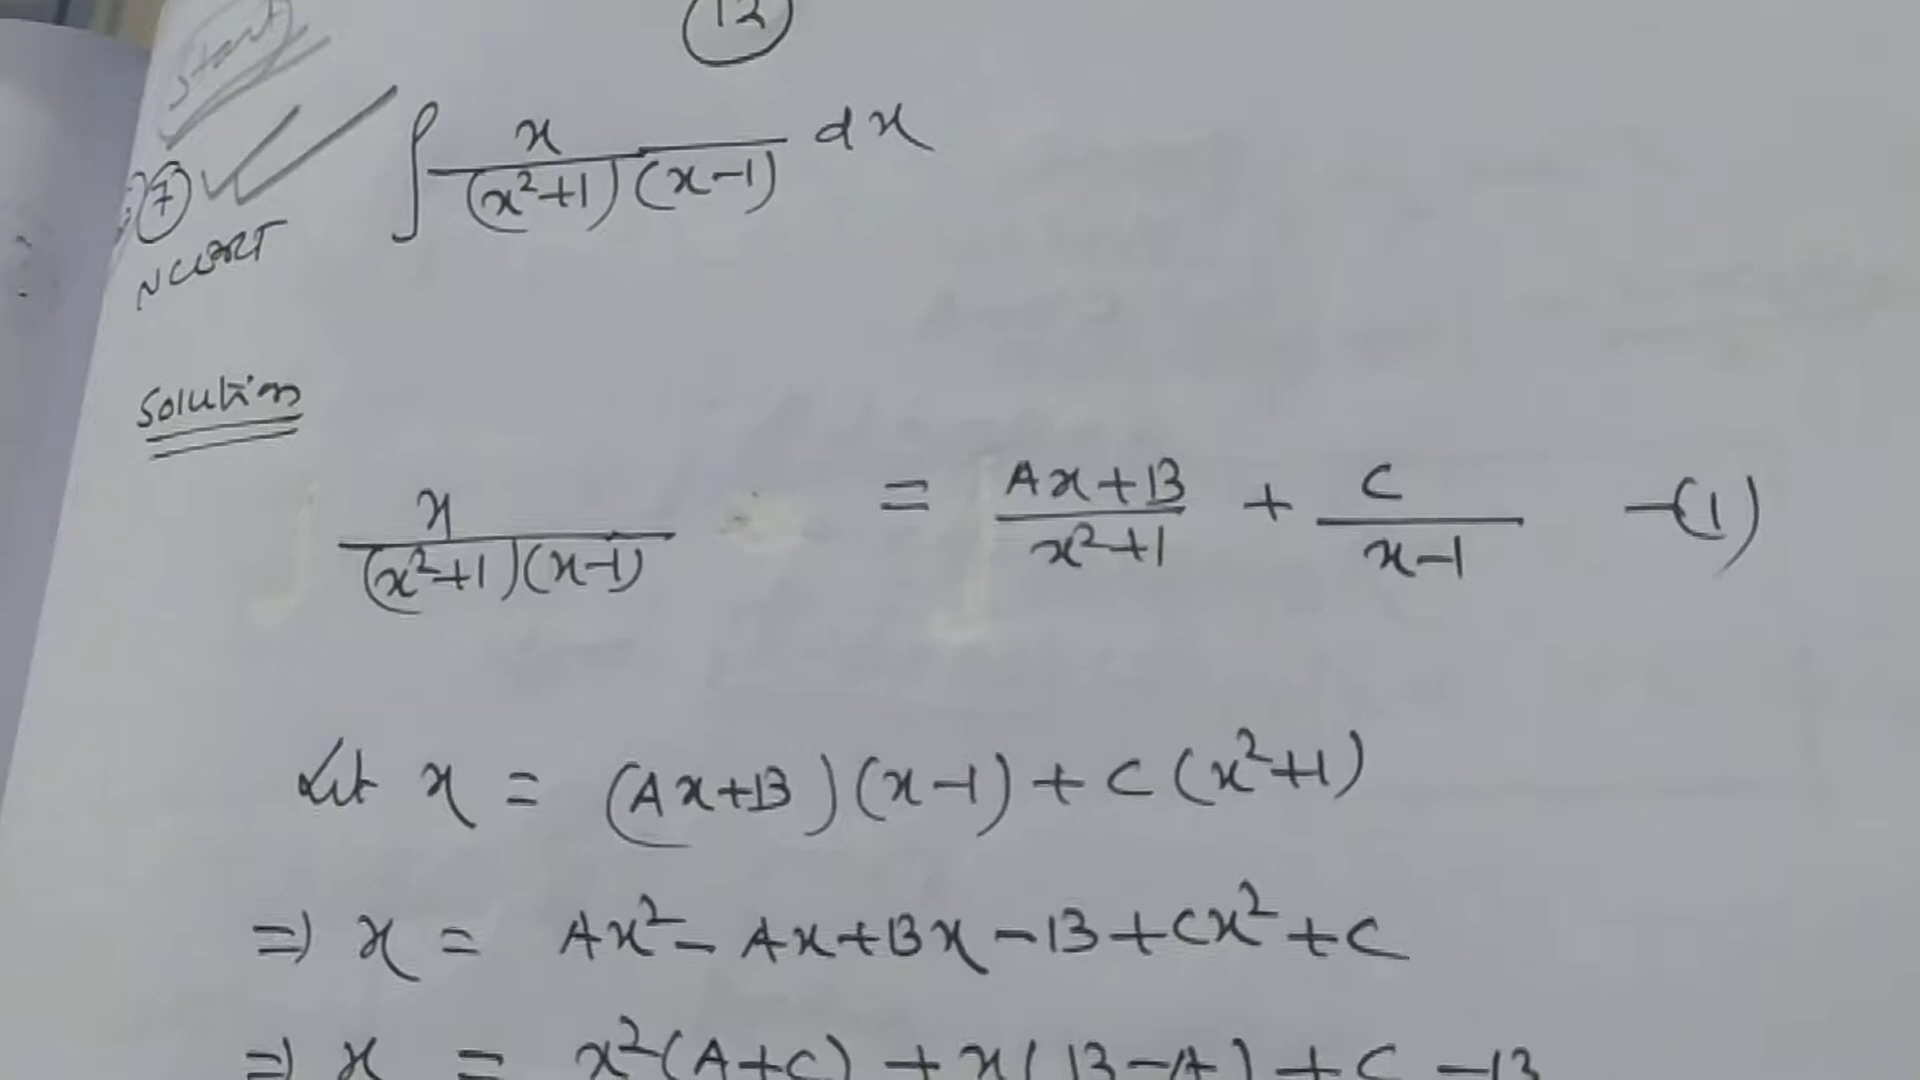 12
Start
7
NCERT
∫ x/((x²+1)(x-1)) dx
Solution
x/((x²+1)(x-1)) = (Ax+B)/(x²+1) + C/(x-1) -(1)
Let x = (Ax+B)(x-1) + C(x²+1)
⇒ x = Ax² - Ax + Bx - B + Cx² + C
⇒ x = x²(A+C) + x(B-A) + C - B